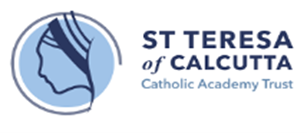 ST TERESA
of CALCUTTA
Catholic Academy Trust